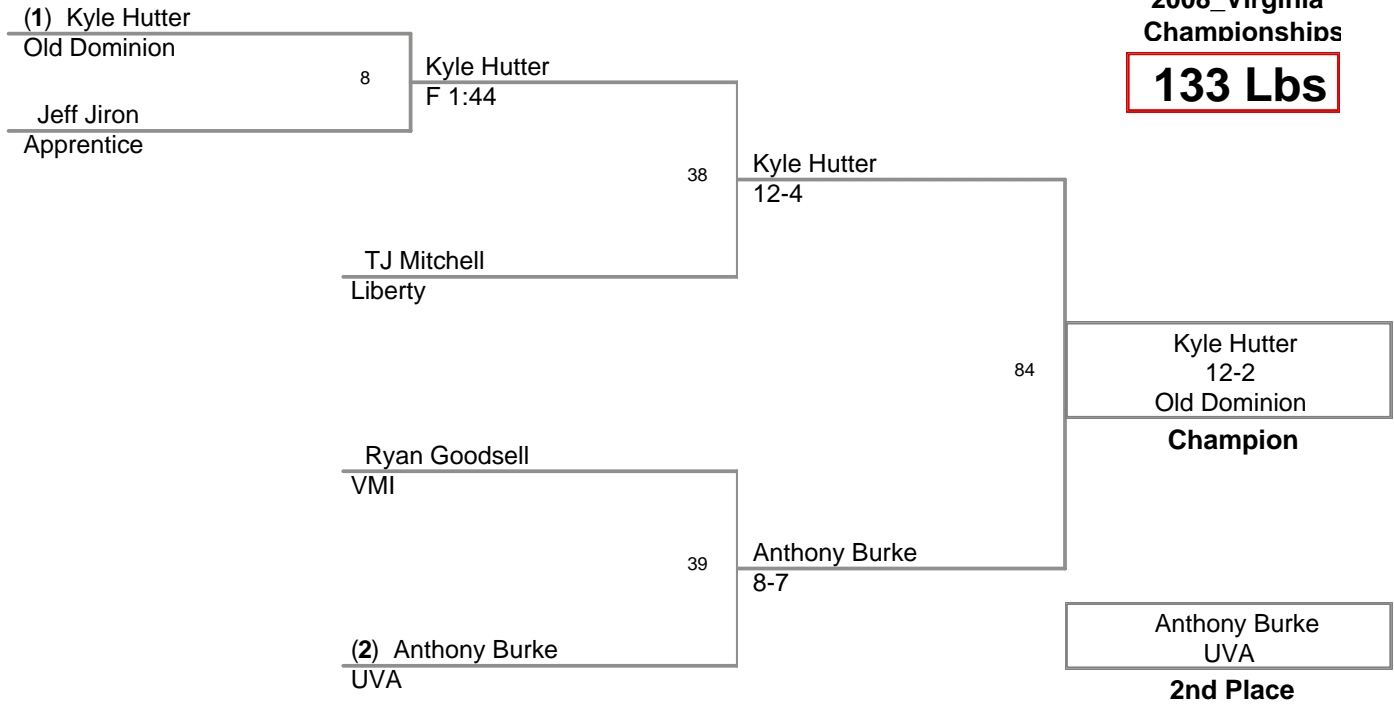 2008_Virginia
Championships
133 Lbs
(1) Kyle Hutter
Old Dominion
8
Jeff Jiron
Apprentice
Kyle Hutter
F 1:44
38
TJ Mitchell
Liberty
Kyle Hutter
12-4
84
Ryan Goodsell
VMI
39
(2) Anthony Burke
UVA
Anthony Burke
8-7
Kyle Hutter
12-2
Old Dominion
Champion
Anthony Burke
UVA
2nd Place